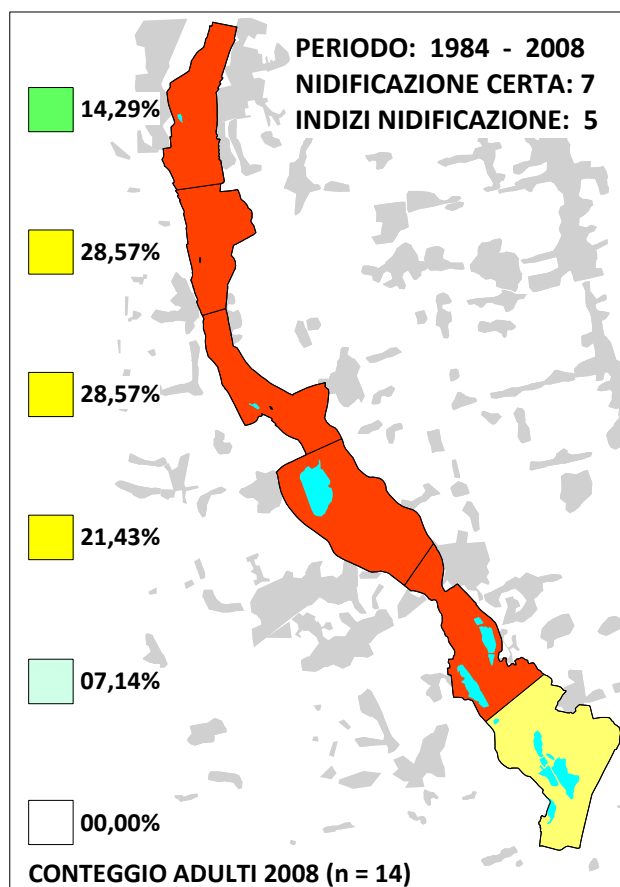 PERIODO: 1984 - 2008
NIDIFICAZIONE CERTA: 7
INDIZI NIDIFICAZIONE: 5
14,29%
28,57%
28,57%
21,43%
07,14%
00,00%
CONTEGGIO ADULTI 2008 (n = 14)